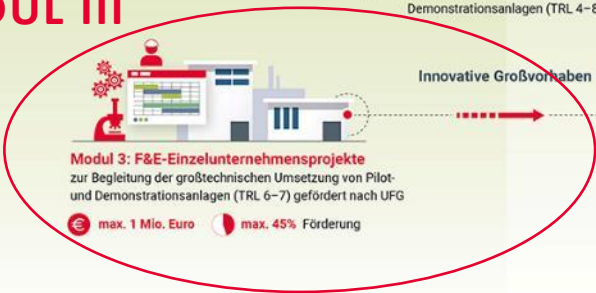 DUL III
Demonstrationsanlagen (TRL 4–8
Innovative Großvorhaben
Modul 3: F&E-Einzelunternehmensprojekte
zur Begleitung der großtechnischen Umsetzung von Pilot-
und Demonstrationsanlagen (TRL 6–7) gefördert nach UFG
€ max. 1 Mio. Euro max. 45% Förderung